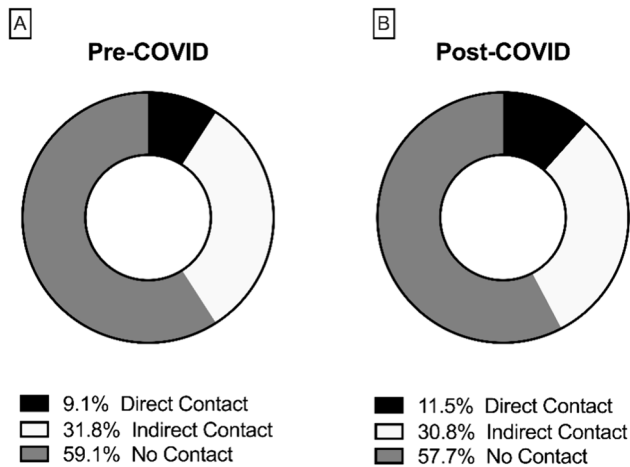 A
Pre-COVID
9.1% Direct Contact
31.8% Indirect Contact
59.1% No Contact
B
Post-COVID
11.5% Direct Contact
30.8% Indirect Contact
57.7% No Contact